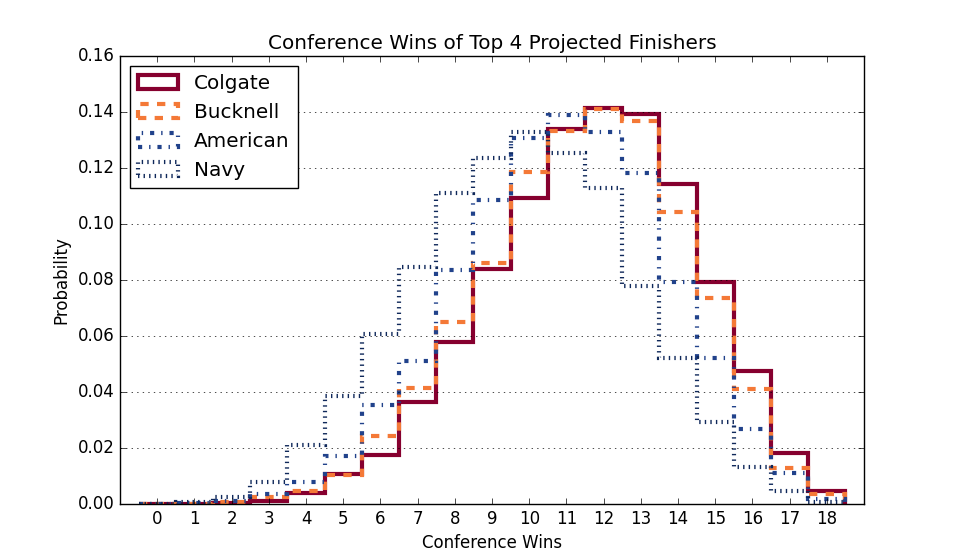 Conference Wins of Top 4 Projected Finishers
0.16
0.14
0.12
0.10
0.08
0.06
0.04
0.02
0.00
Probability
Colgate
Bucknell
American
Navy
0 1 2 3 4 5 6 7 8 9 10 11 12 13 14 15 16 17 18
Conference Wins